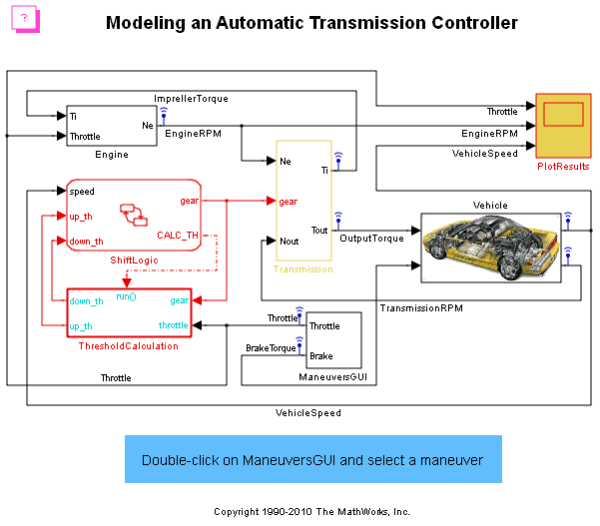 ?
Modeling an Automatic Transmission Controller
ImprellerTorque
Ti
Throttle
Ne
EngineRPM
Engine
Throttle
EngineRPM
VehicleSpeed
PlotResults
Ne
Ti
gear
Tout
Nout
Transmission
OutputTorque
Vehicle
TransmissionRPM
speed
up_th
down_th
gear
CALC_TH
ShiftLogic
run()
down_th
up_th
gear
throttle
ThresholdCalculation
Throttle
Throttle
BrakeTorque
Brake
ManeuversGUI
Throttle
VehicleSpeed
Double-click on ManeuversGUI and select a maneuver
Copyright 1990-2010 The MathWorks, Inc.